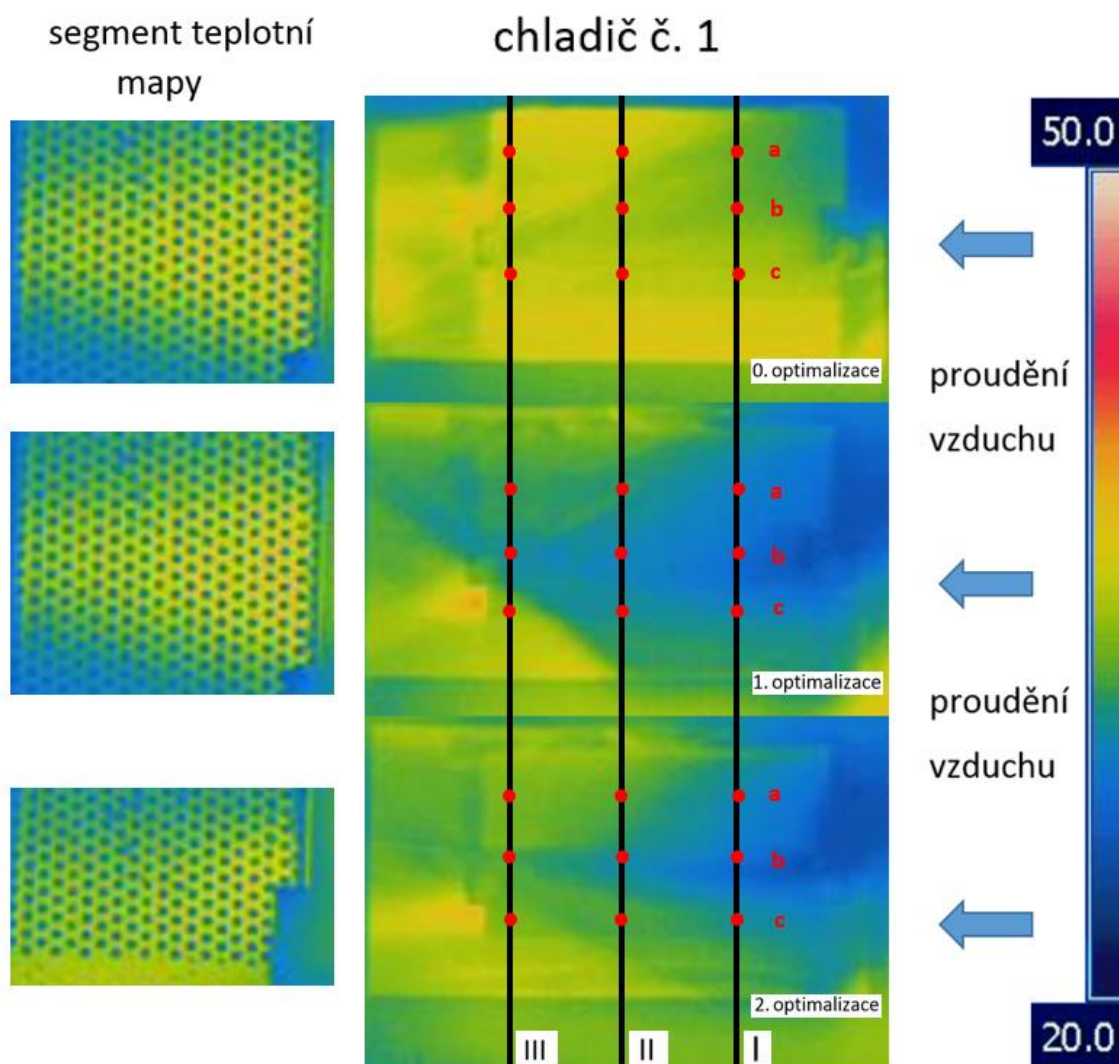 segment teplotní
mapy
chladič č. 1
50.0
a
b
c
0. optimalizace
proudění
vzduchu
a
b
c
1. optimalizace
proudění
vzduchu
a
b
c
2. optimalizace
III
II
I
20.0